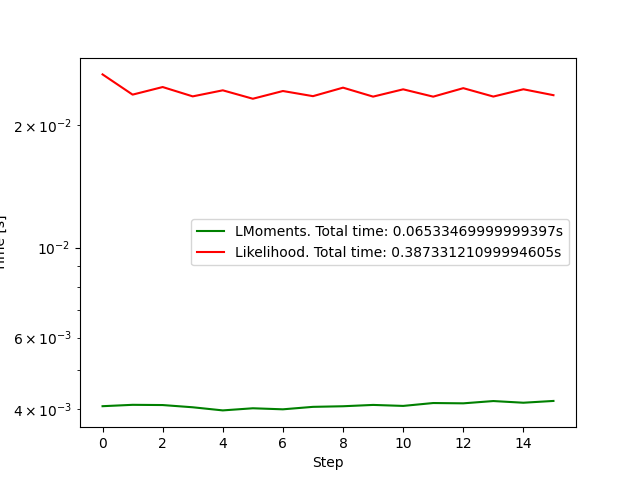 2 × 10⁻²
10⁻²
6 × 10⁻³
4 × 10⁻³
LMoments. Total time: 0.06533469999999397s
Likelihood. Total time: 0.38733121099994605s
0 2 4 6 8 10 12 14
Step